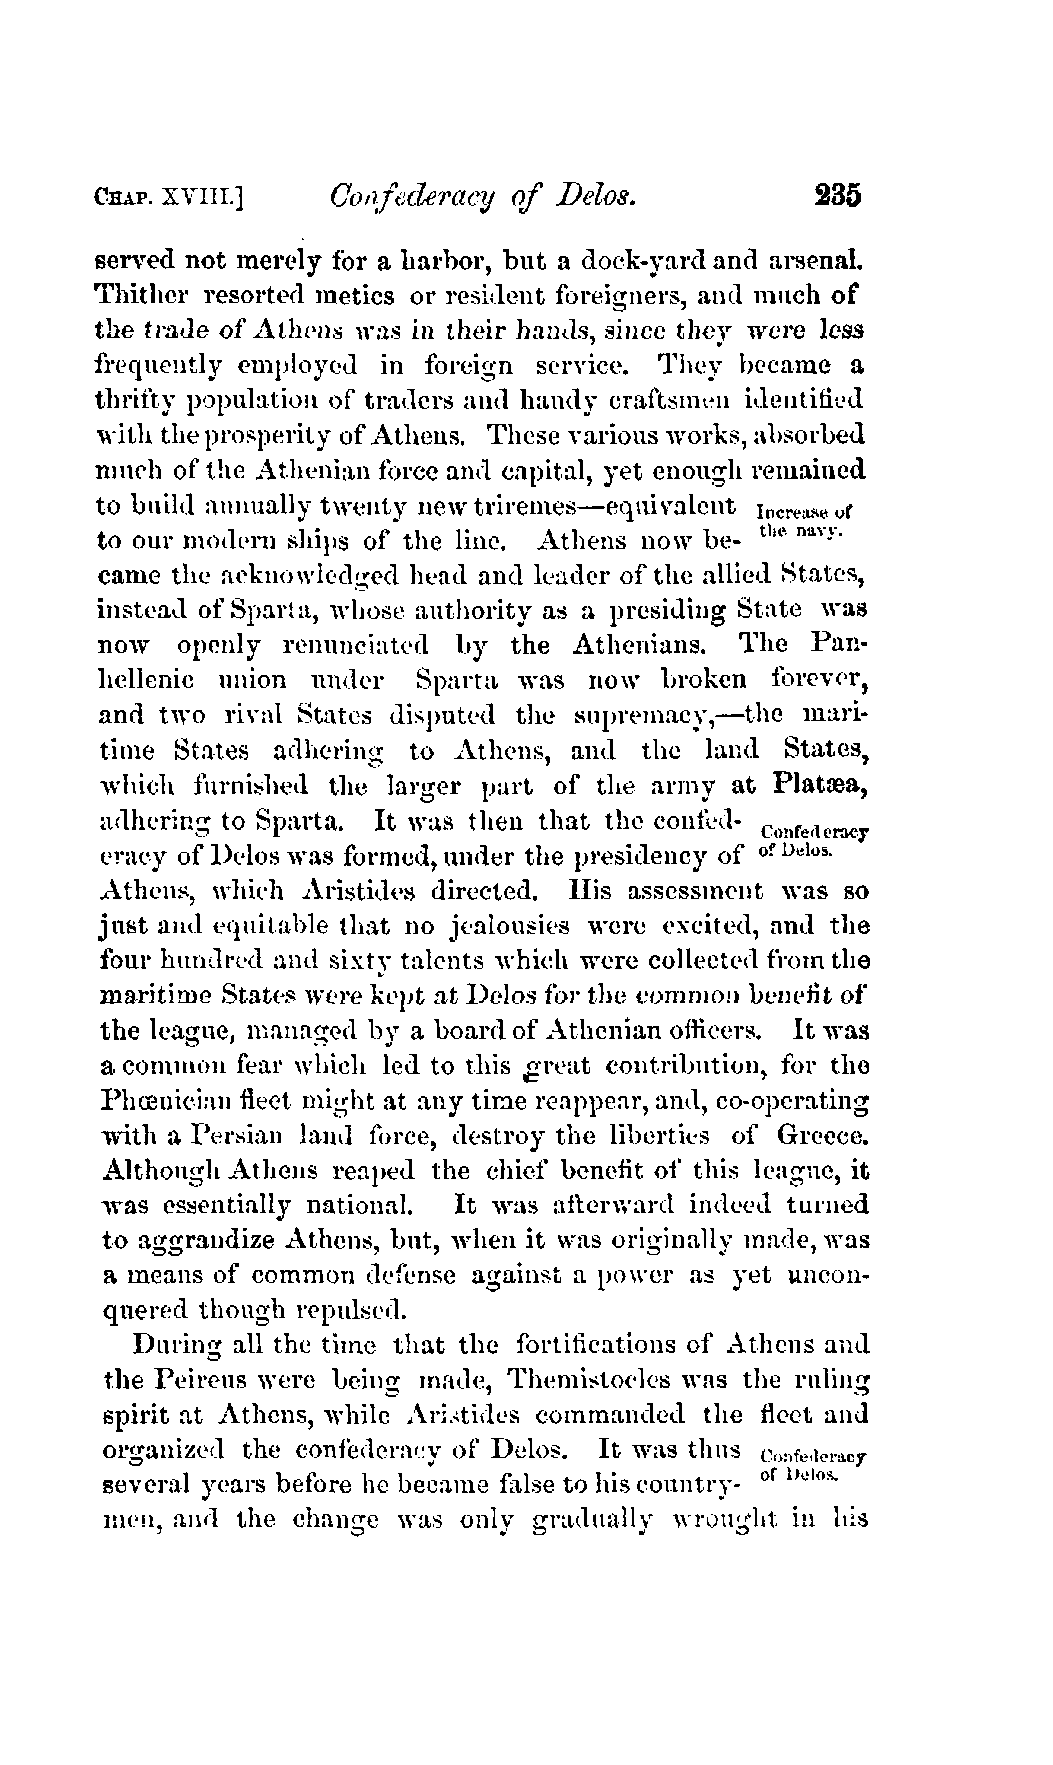 CHAP. XVIII.] Confederacy of Delos. 235
served not merely for a harbor, but a dock-yard and arsenal.
Thither resorted metics or resident foreigners, and much of
the trade of Athens was in their hands, since they were less
frequently employed in foreign service. They became a
thrifty population of traders and handy craftsmen identified
with the prosperity of Athens. These various works, absorbed
much of the Athenian force and capital, yet enough remained
to build annually twenty new triremes—equivalent
Increase of
the navy.
to our modern ships of the line. Athens now be-
came the acknowledged head and leader of the allied States,
instead of Sparta, whose authority as a presiding State was
now openly renunciated by the Athenians. The Pan-
hellenic union under Sparta was now broken forever,
and two rival States disputed the supremacy,—the mari-
time States adhering to Athens, and the land States,
which furnished the larger part of the army at Platæa,
adhering to Sparta. It was then that the confed-
Confederacy
of Delos.
eracy of Delos was formed, under the presidency of
Athens, which Aristides directed. His assessment was so
just and equitable that no jealousies were excited, and the
four hundred and sixty talents which were collected from the
maritime States were kept at Delos for the common benefit of
the league, managed by a board of Athenian officers. It was
a common fear which led to this great contribution, for the
Phœnician fleet might at any time reappear, and, co-operating
with a Persian land force, destroy the liberties of Greece.
Although Athens reaped the chief benefit of this league, it
was essentially national. It was afterward indeed turned
to aggrandize Athens, but, when it was originally made, was
a means of common defense against a power as yet uncon-
quered though repulsed.
During all the time that the fortifications of Athens and
the Peireus were being made, Themistocles was the ruling
spirit at Athens, while Aristides commanded the fleet and
organized the confederacy of Delos. It was thus
Confederacy
of Delos.
several years before he became false to his country-
men, and the change was only gradually wrought in his